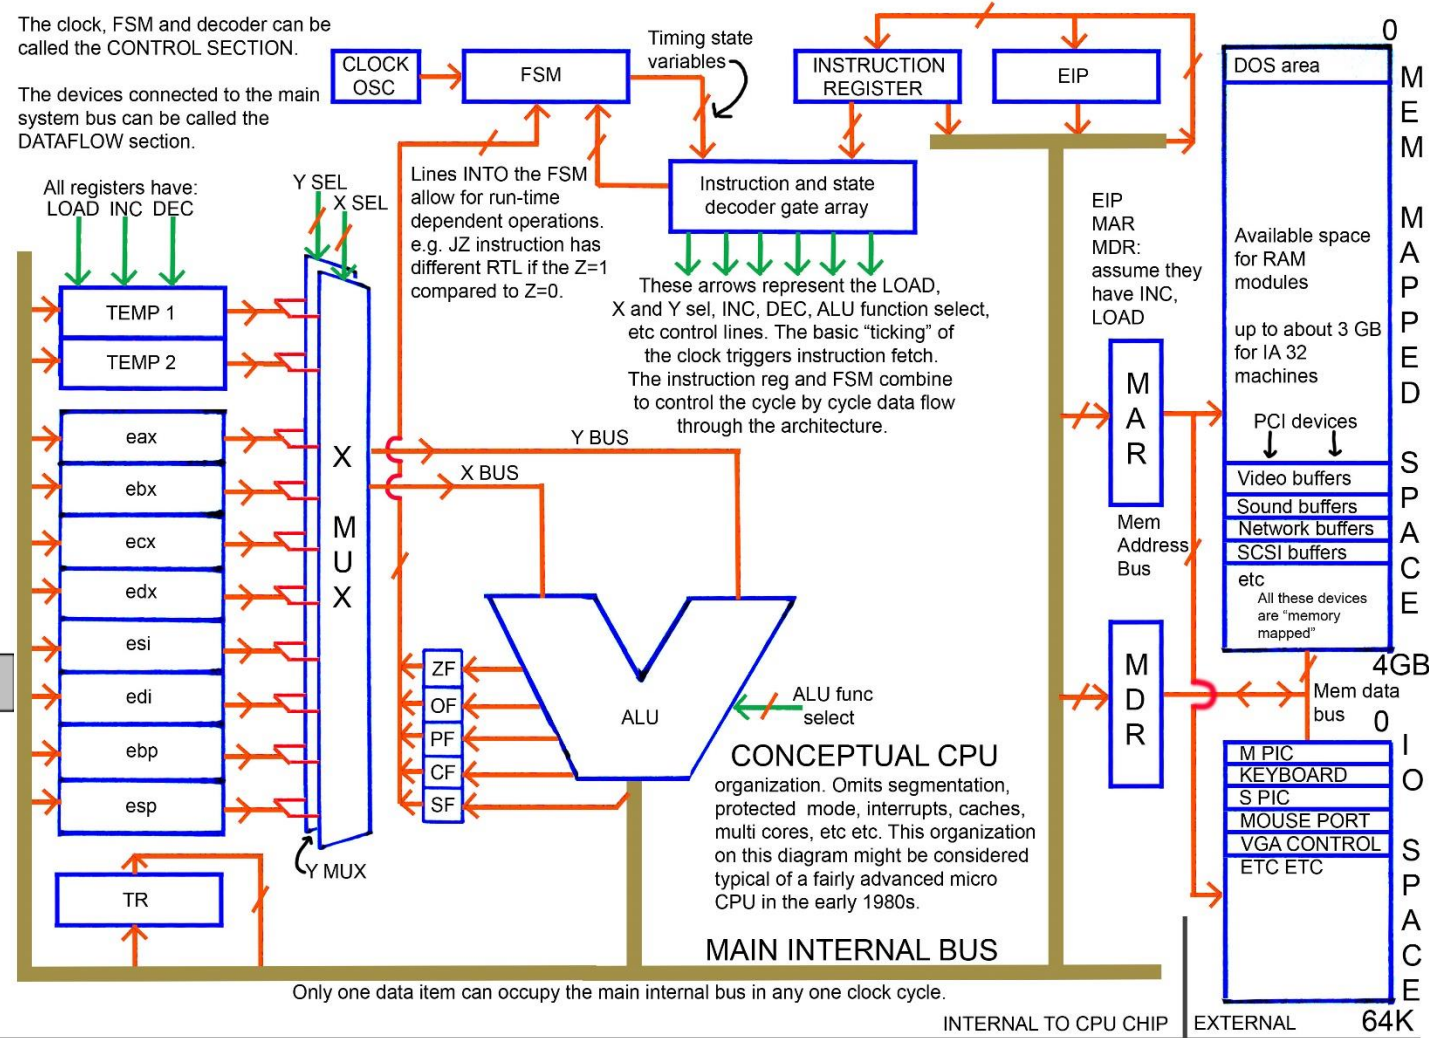 The clock, FSM and decoder can be
called the CONTROL SECTION.
The devices connected to the main
system bus can be called the
DATAFLOW section.
All registers have:
LOAD INC DEC
Y SEL
X SEL
CLOCK
OSC
FSM
Timing state
variables
INSTRUCTION
REGISTER
EIP
Lines INTO the FSM
allow for run-time
dependent operations.
e.g. JZ instruction has
different RTL if the Z=1
compared to Z=0.
Instruction and state
decoder gate array
These arrows represent the LOAD,
X and Y sel, INC, DEC, ALU function select,
etc control lines. The basic “ticking” of
the clock triggers instruction fetch.
The instruction reg and FSM combine
to control the cycle by cycle data flow
through the architecture.
TEMP 1
TEMP 2
eax
ebx
ecx
edx
esi
edi
ebp
esp
TR
X
M
U
X
Y MUX
Y BUS
X BUS
ZF
OF
PF
CF
SF
ALU
ALU func
select
CONCEPTUAL CPU
organization. Omits segmentation,
protected mode, interrupts, caches,
multi cores, etc etc. This organization
on this diagram might be considered
typical of a fairly advanced micro
CPU in the early 1980s.
MAIN INTERNAL BUS
Only one data item can occupy the main internal bus in any one clock cycle.
EIP
MAR
MDR:
assume they
have INC,
LOAD
M
A
R
Mem
Address
Bus
M
D
R
0
DOS area
Available space
for RAM
modules
up to about 3 GB
for IA 32
machines
PCI devices
Video buffers
Sound buffers
Network buffers
SCSI buffers
etc
All these devices
are “memory
mapped”
4GB
M
E
M
M
A
P
P
E
D
S
P
A
C
E
Mem data
bus
0
M PIC
KEYBOARD
S PIC
MOUSE PORT
VGA CONTROL
ETC ETC
I
O
S
P
A
C
E
64K
INTERNAL TO CPU CHIP
EXTERNAL